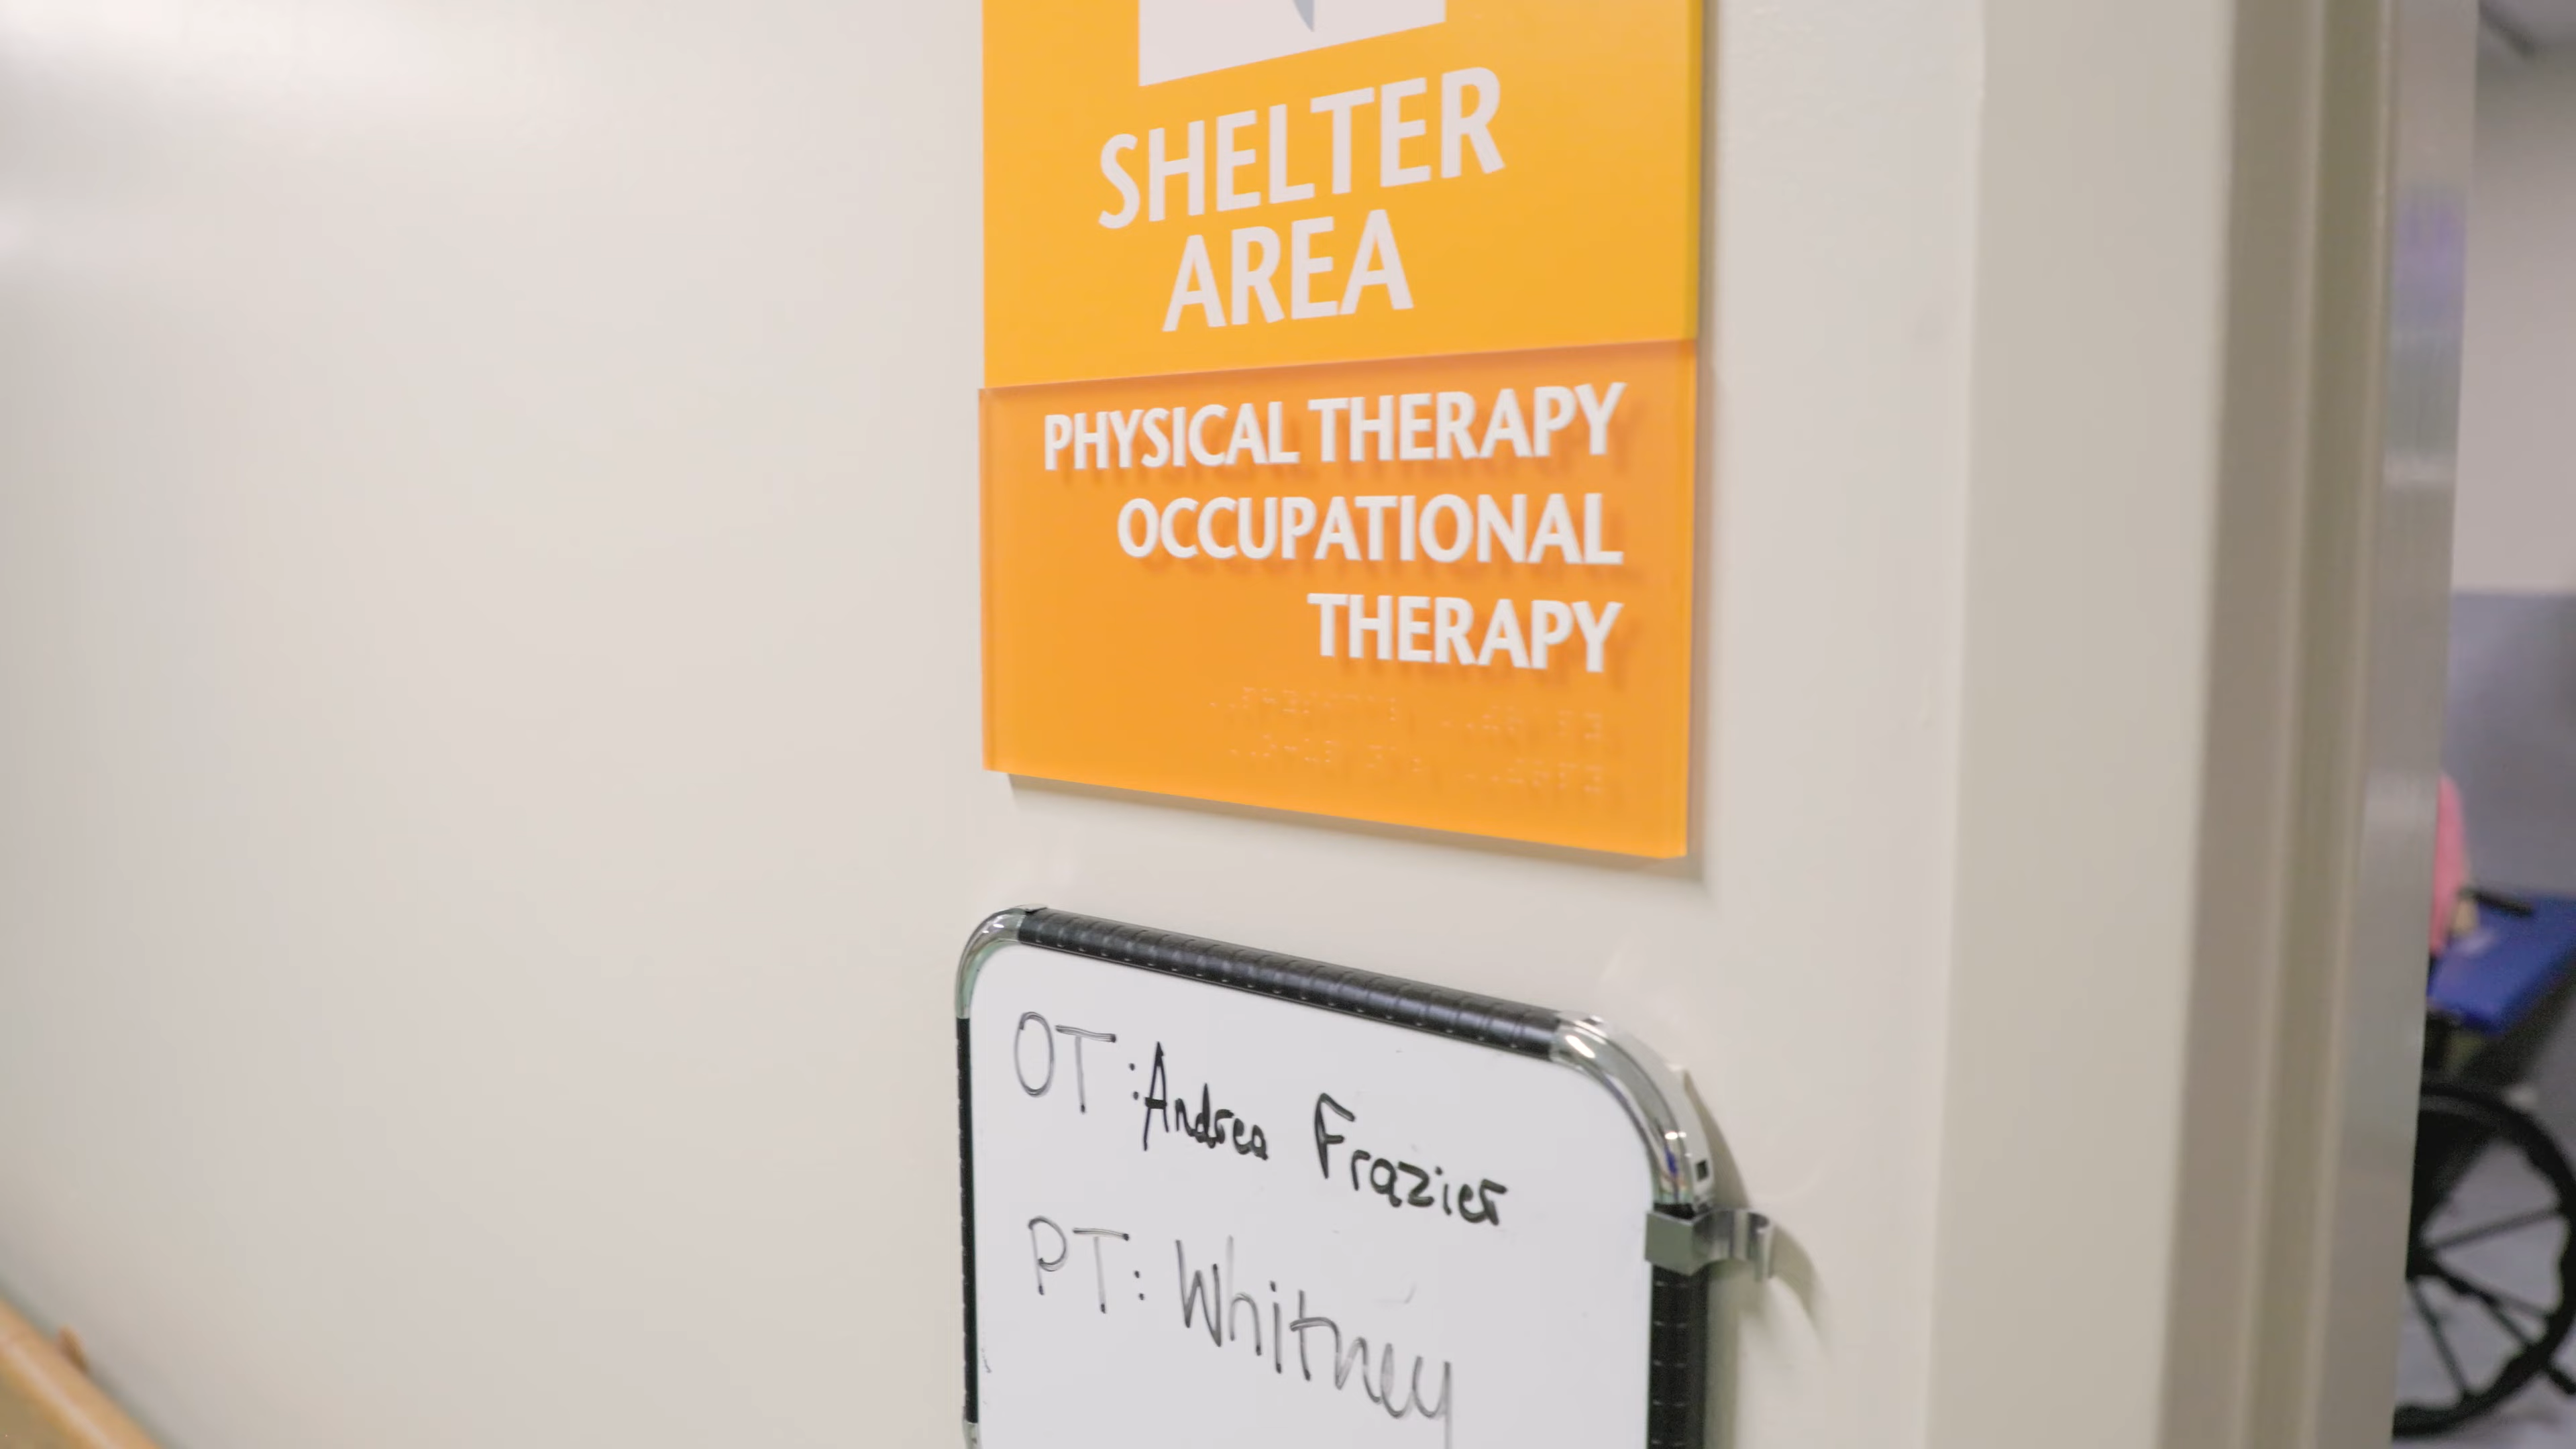 SHELTER
AREA
PHYSICAL THERAPY
OCCUPATIONAL
THERAPY
OT: Andrea Frazier
PT: Whitney